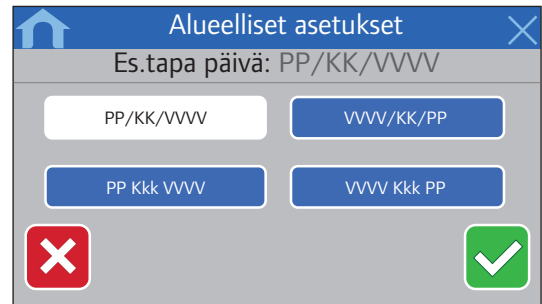 Alueelliset asetukset
Es.tapa päivä: PP/KK/VVVV
PP/KK/VVVV
VVVV/KK/PP
PP Kkk VVVV
VVVV Kkk PP